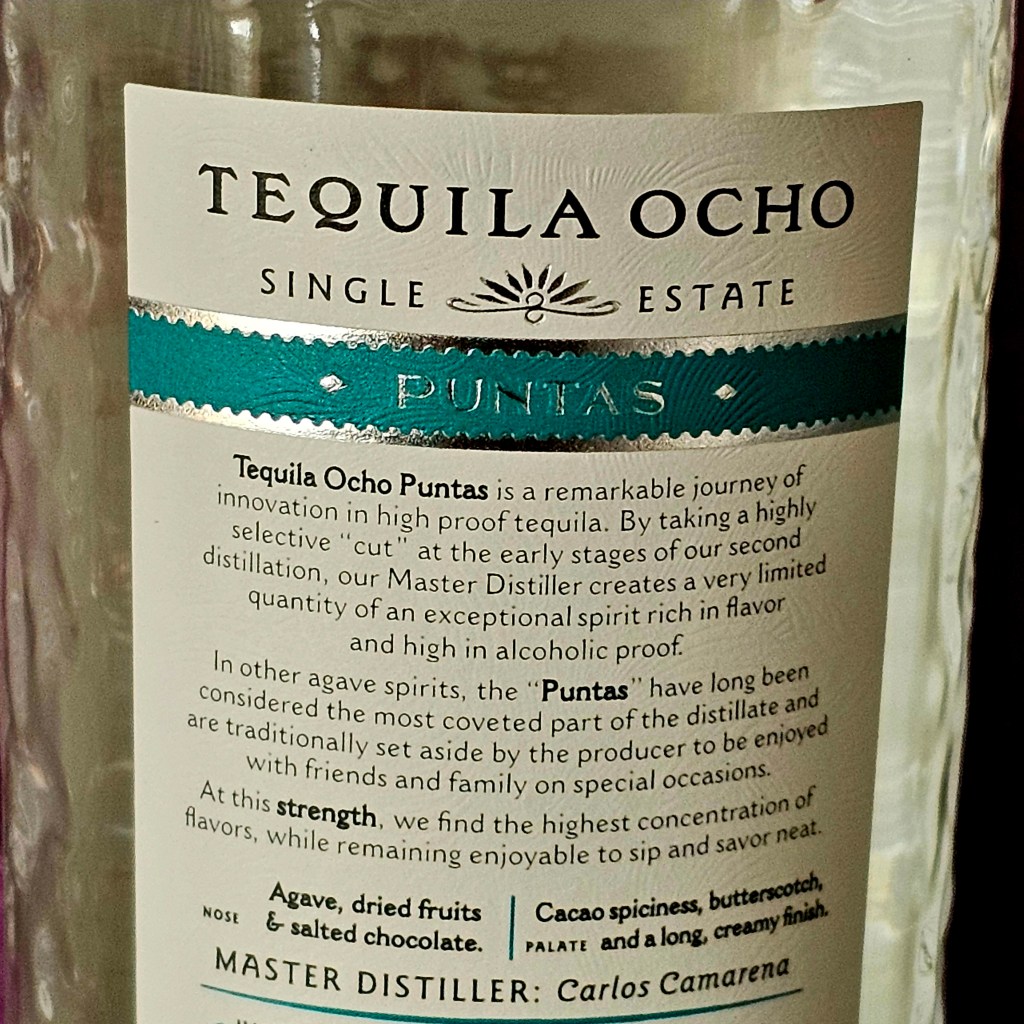 TEQUILA OCHO
SINGLE ESTATE
PUNTAS
Tequila Ocho Puntas is a remarkable journey of
innovation in high proof tequila. By taking a highly
selective “cut” at the early stages of our second
distillation, our Master Distiller creates a very limited
quantity of an exceptional spirit rich in flavor
and high in alcoholic proof.
In other agave spirits, the “Puntas” have long been
considered the most coveted part of the distillate and
are traditionally set aside by the producer to be enjoyed
with friends and family on special occasions.
At this strength, we find the highest concentration of
flavors, while remaining enjoyable to sip and savor neat.
NOSE Agave, dried fruits
& salted chocolate.
PALATE Cacao spiciness, butterscotch,
and a long, creamy finish.
MASTER DISTILLER: Carlos Camarena